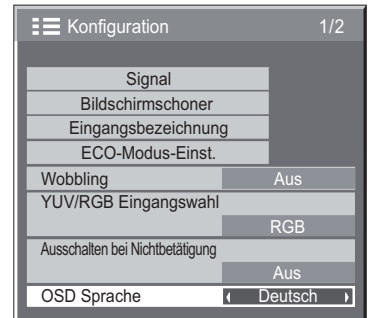 Konfiguration 1/2
Signal
Bildschirmschoner
Eingangsbezeichnung
ECO-Modus-Einst.
Wobbling Aus
YUV/RGB Eingangswahl
RGB
Ausschalten bei Nichtbetätigung
Aus
OSD Sprache Deutsch